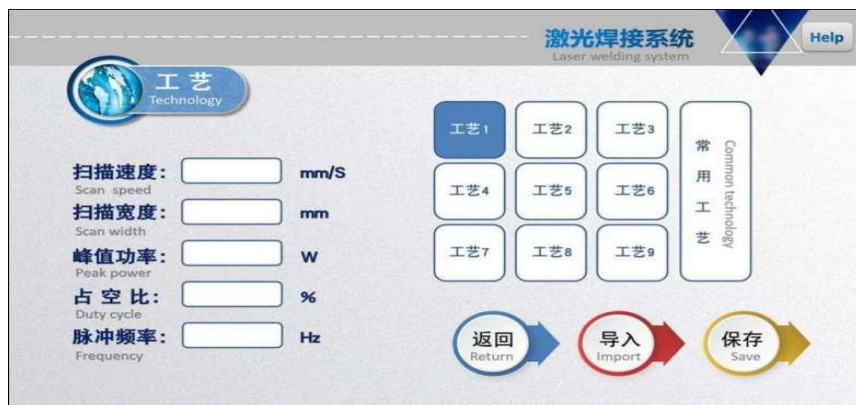 激光焊接系统
Laser welding system
Help
工艺
Technology
扫描速度: mm/S
Scan speed
扫描宽度: mm
Scan width
峰值功率: W
Peak power
占空比: %
Duty cycle
脉冲频率: Hz
Frequency
工艺1 工艺2 工艺3
工艺4 工艺5 工艺6
工艺7 工艺8 工艺9
常用工艺
Common technology
返回
Return
导入
Import
保存
Save